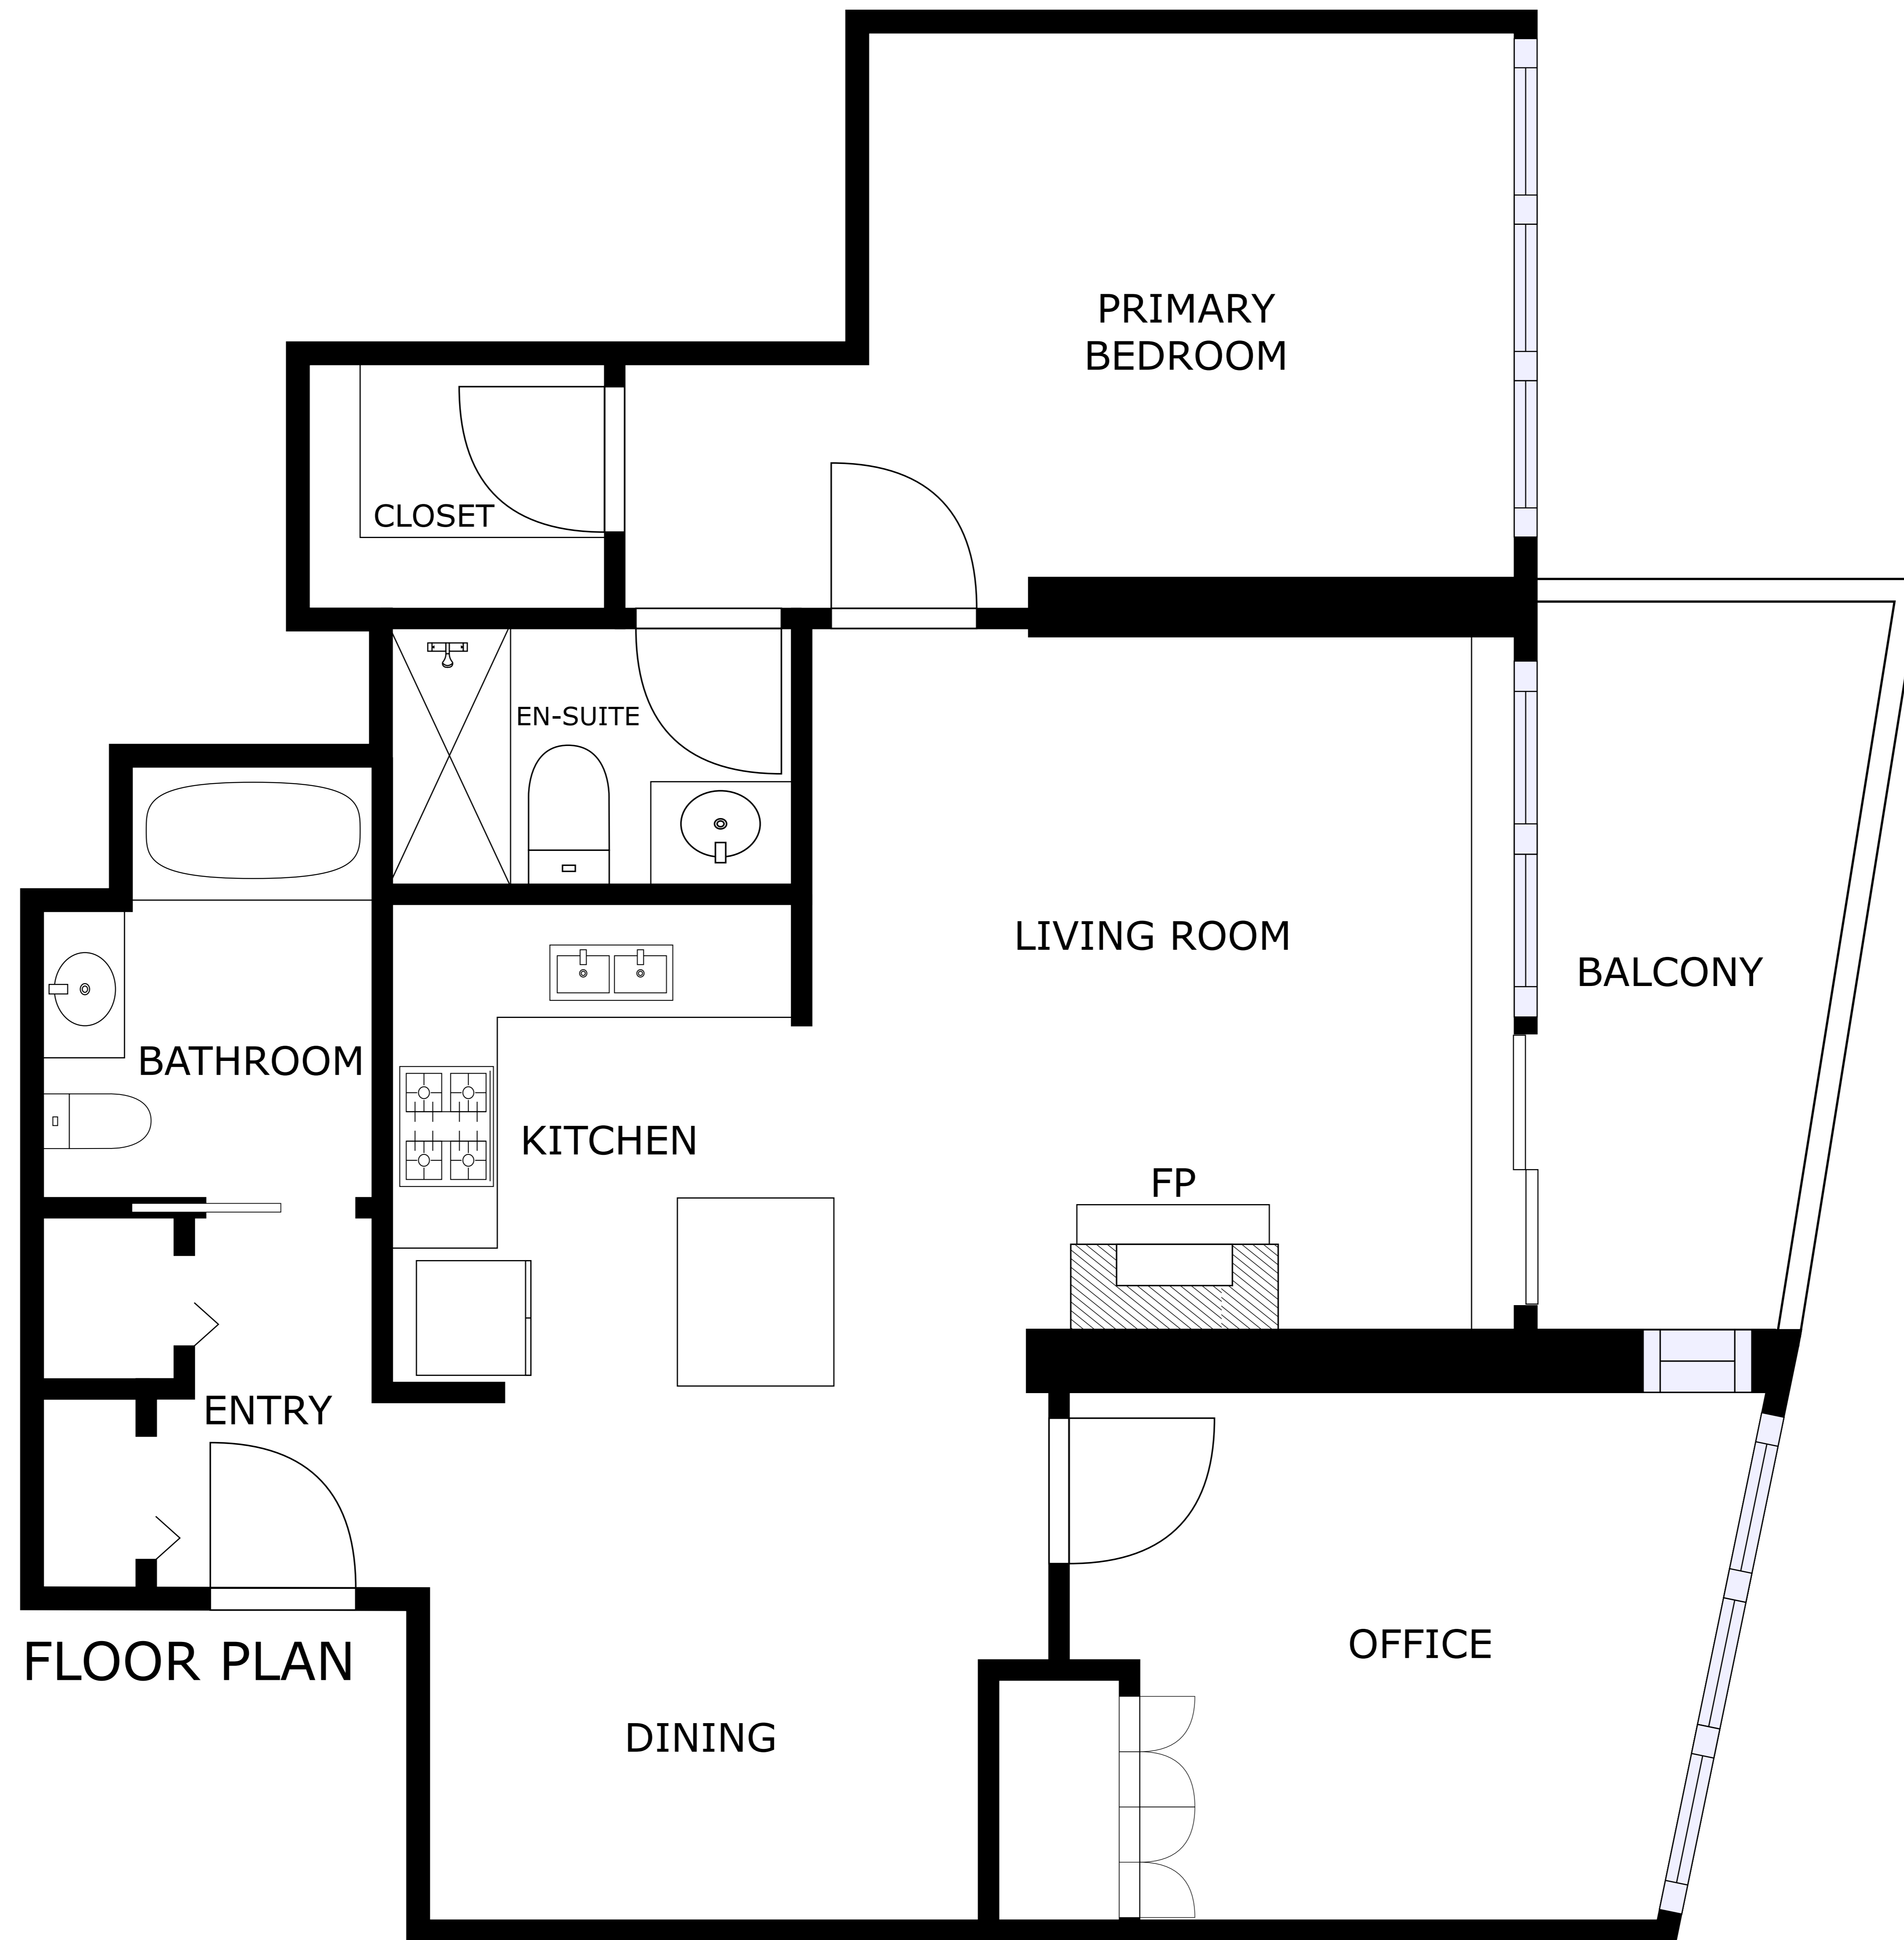 PRIMARY
BEDROOM
CLOSET
EN-SUITE
LIVING ROOM
BALCONY
BATHROOM
KITCHEN
FP
ENTRY
OFFICE
FLOOR PLAN
DINING